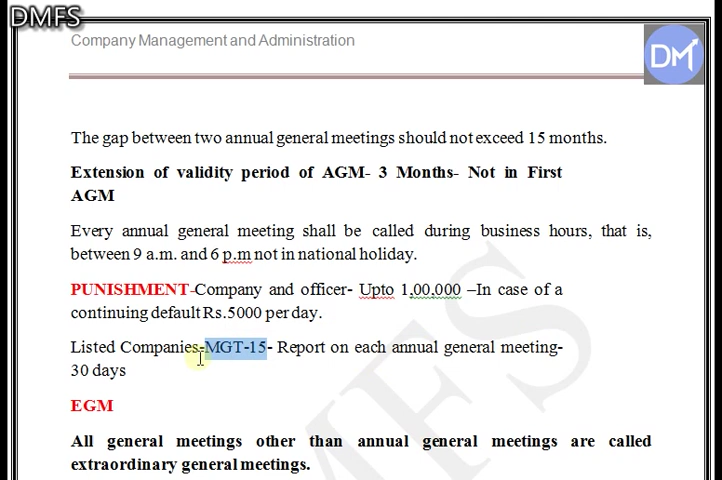 DMFS
Company Management and Administration
DM
The gap between two annual general meetings should not exceed 15 months.
Extension of validity period of AGM- 3 Months- Not in First
AGM
Every annual general meeting shall be called during business hours, that is,
between 9 a.m. and 6 p.m not in national holiday.
PUNISHMENT-Company and officer- Upto 1,00,000 –In case of a
continuing default Rs.5000 per day.
Listed Companies-MGT-15- Report on each annual general meeting-
30 days
EGM
All general meetings other than annual general meetings are called
extraordinary general meetings.